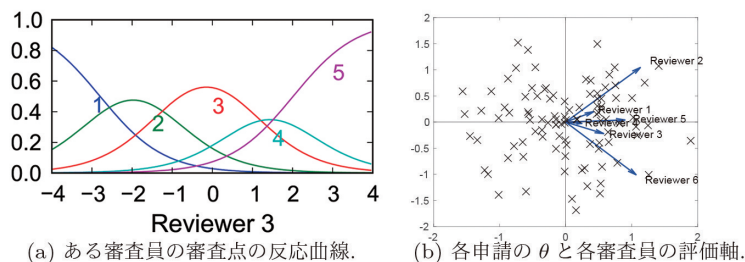 1.0
0.8
0.6
0.4
0.2
0.0
1
2
3
4
5
−4 −3 −2 −1 0 1 2 3 4
Reviewer 3
(a) ある審査員の審査点の反応曲線.
2
1.5
1
0.5
0
-0.5
-1
-1.5
-2
Reviewer 2
Reviewer 1
Reviewer 5
Reviewer 4
Reviewer 3
Reviewer 6
-2 -1 0 1 2
(b) 各申請の θ と各審査員の評価軸.